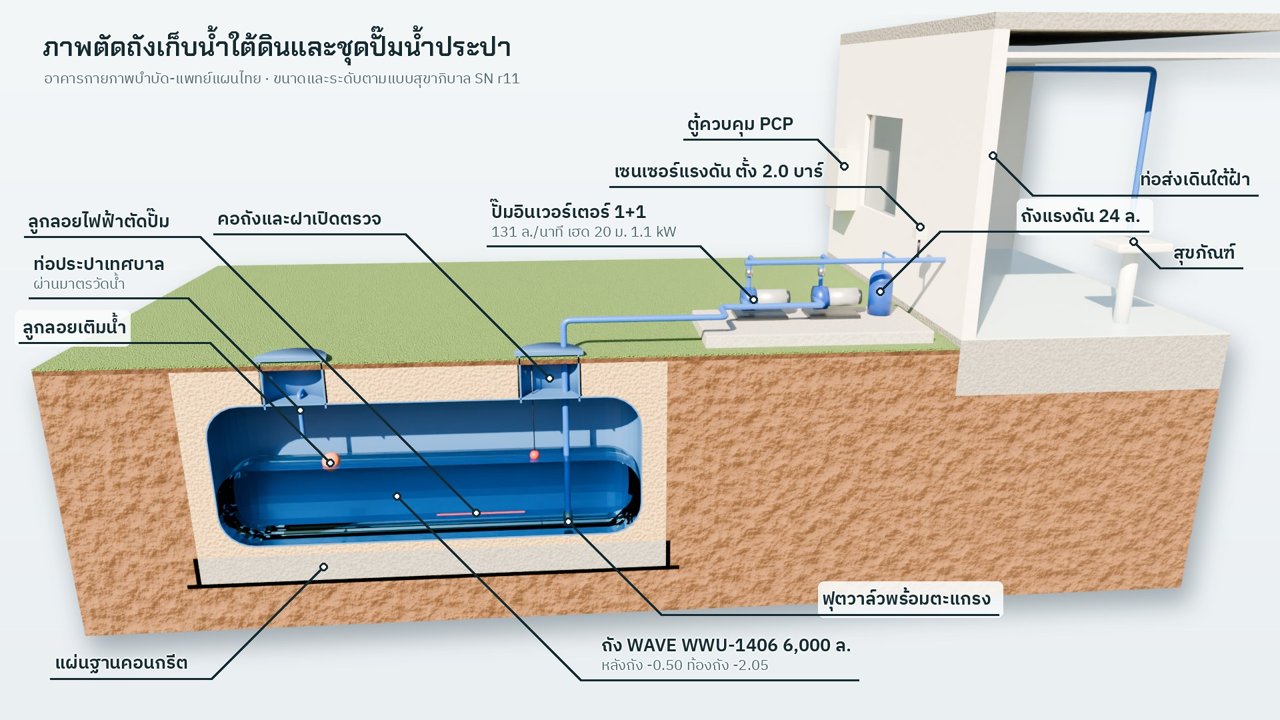 ภาพตัดถังเก็บน้ำใต้ดินและชุดปั๊มน้ำประปา
อาคารกายภาพบำบัด-แพทย์แผนไทย · ขนาดและระดับตามแบบสุขาภิบาล SN r11
ตู้ควบคุม PCP
เซนเซอร์แรงดัน ตั้ง 2.0 บาร์
ท่อส่งเดินใต้ฝ้า
ปั๊มอินเวอร์เตอร์ 1+1
131 ล./นาที เฮด 20 ม. 1.1 kW
ถังแรงดัน 24 ล.
ลูกลอยไฟฟ้าตัดปั๊ม
คอถังและฝาเปิดตรวจ
สุขภัณฑ์
ท่อประปาเทศบาล
ผ่านมาตรวัดน้ำ
ลูกลอยเติมน้ำ
ฟุตวาล์วพร้อมตะแกรง
ถัง WAVE WWU-1406 6,000 ล.
หลังถัง -0.50 ท้องถัง -2.05
แผ่นฐานคอนกรีต